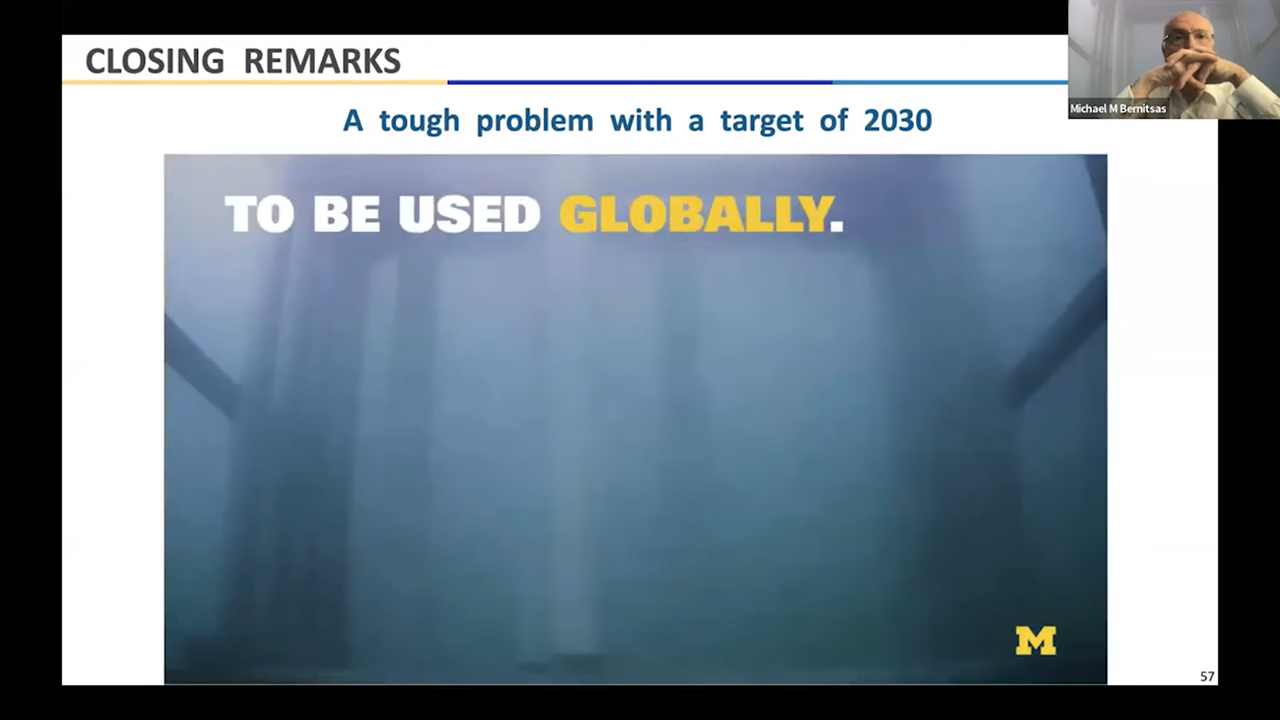 CLOSING REMARKS
Michael M Bernitsas
A tough problem with a target of 2030
TO BE USED GLOBALLY.
M
57